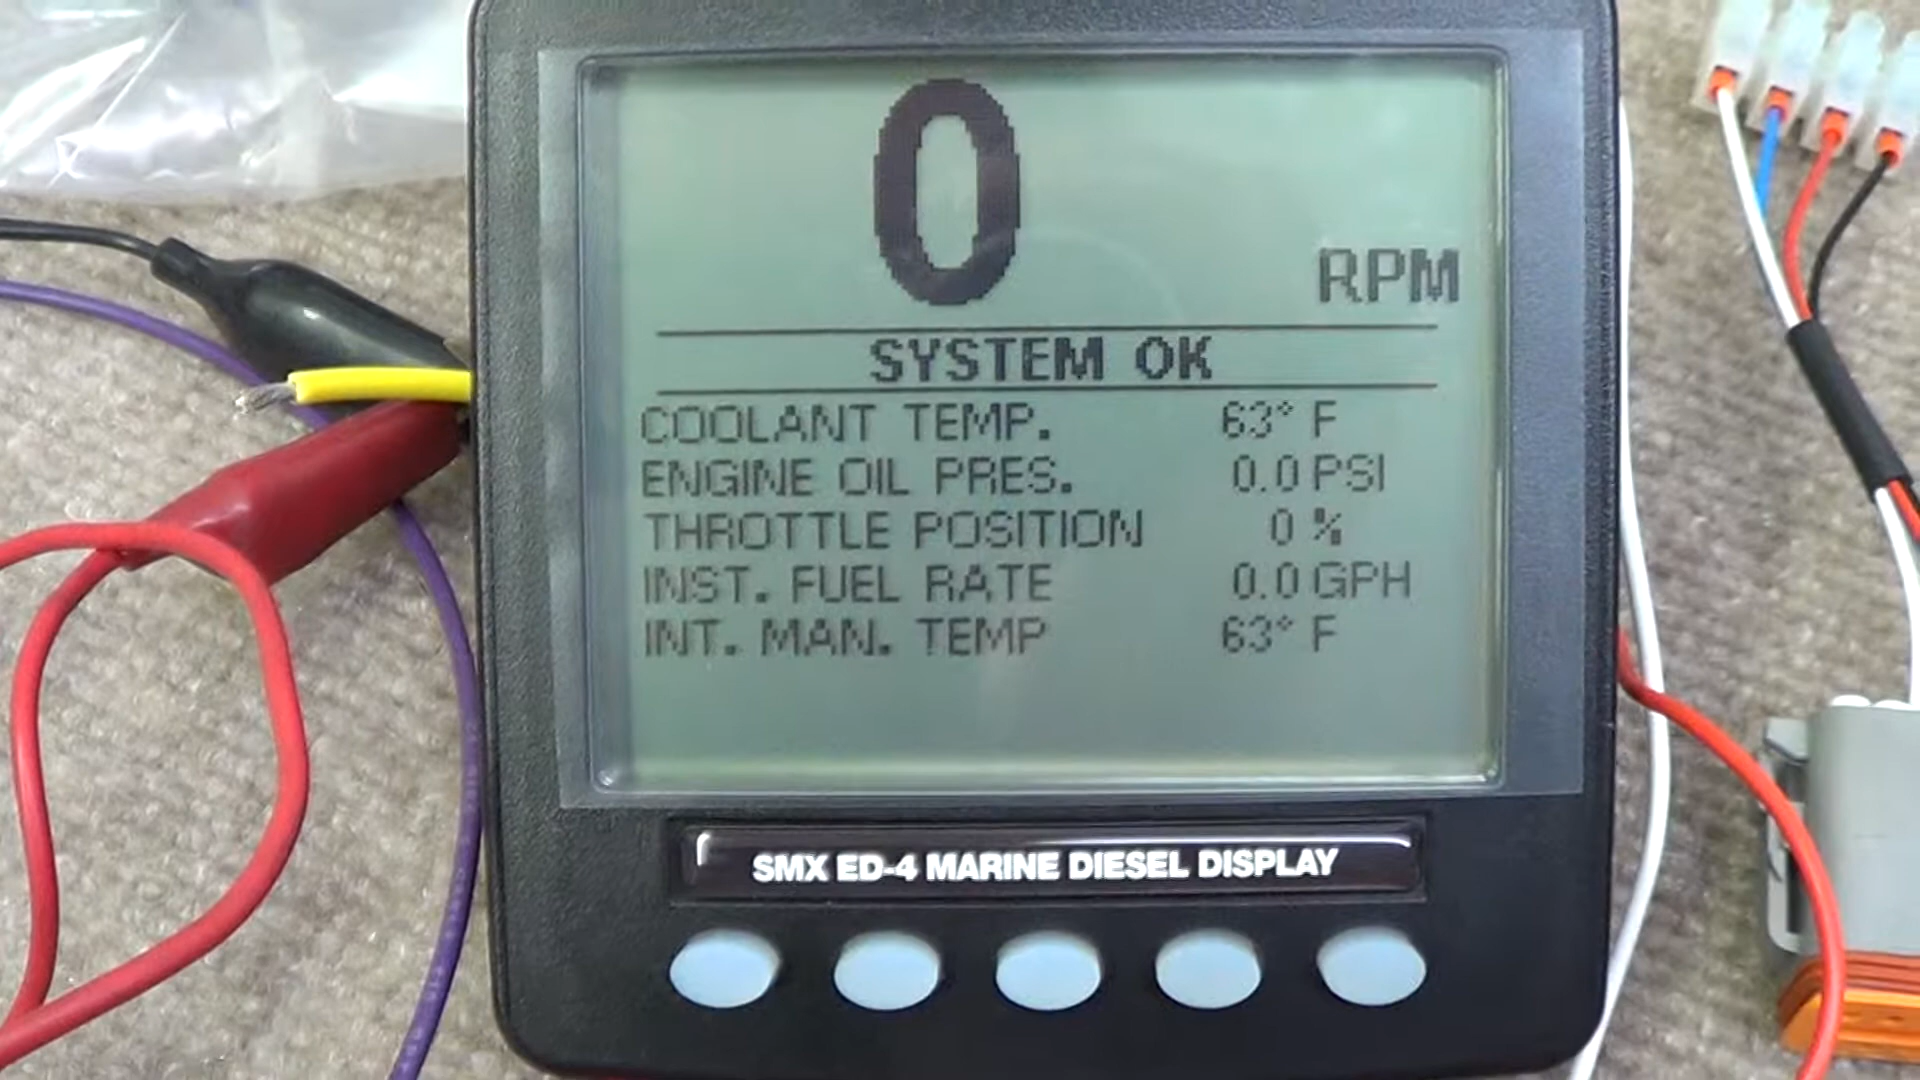 0
RPM
SYSTEM OK
COOLANT TEMP. 63° F
ENGINE OIL PRES. 0.0 PSI
THROTTLE POSITION 0 %
INST. FUEL RATE 0.0 GPH
INT. MAN. TEMP 63° F
SMX ED-4 MARINE DIESEL DISPLAY